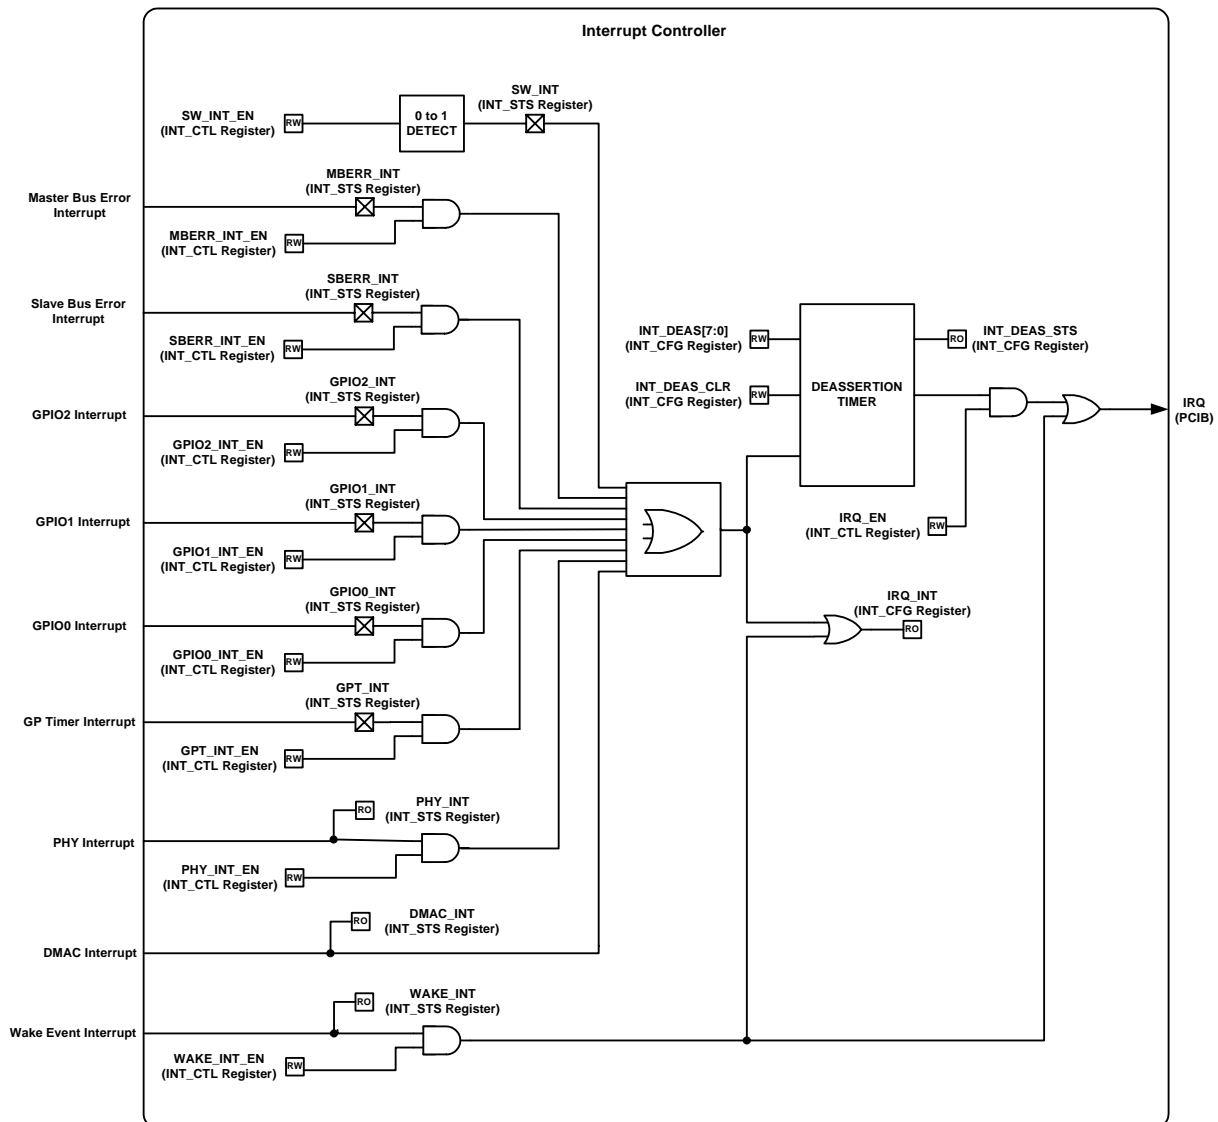 Interrupt Controller
SW_INT
(INT_STS Register)
SW_INT_EN
(INT_CTL Register)
RW
0 to 1
DETECT
MBERR_INT
(INT_STS Register)
Master Bus Error
Interrupt
MBERR_INT_EN
(INT_CTL Register)
RW
SBERR_INT
(INT_STS Register)
Slave Bus Error
Interrupt
SBERR_INT_EN
(INT_CTL Register)
RW
INT_DEAS[7:0]
(INT_CFG Register)
RW
RO
INT_DEAS_STS
(INT_CFG Register)
INT_DEAS_CLR
(INT_CFG Register)
RW
DEASSERTION
TIMER
IRQ
(PCIB)
GPIO2_INT
(INT_STS Register)
GPIO2 Interrupt
GPIO2_INT_EN
(INT_CTL Register)
RW
GPIO1_INT
(INT_STS Register)
GPIO1 Interrupt
GPIO1_INT_EN
(INT_CTL Register)
RW
IRQ_EN
(INT_CTL Register)
RW
GPIO0_INT
(INT_STS Register)
GPIO0 Interrupt
GPIO0_INT_EN
(INT_CTL Register)
RW
IRQ_INT
(INT_CFG Register)
RO
GPT_INT
(INT_STS Register)
GP Timer Interrupt
GPT_INT_EN
(INT_CTL Register)
RW
RO
PHY_INT
(INT_STS Register)
PHY Interrupt
PHY_INT_EN
(INT_CTL Register)
RW
RO
DMAC_INT
(INT_STS Register)
DMAC Interrupt
RO
WAKE_INT
(INT_STS Register)
Wake Event Interrupt
WAKE_INT_EN
(INT_CTL Register)
RW